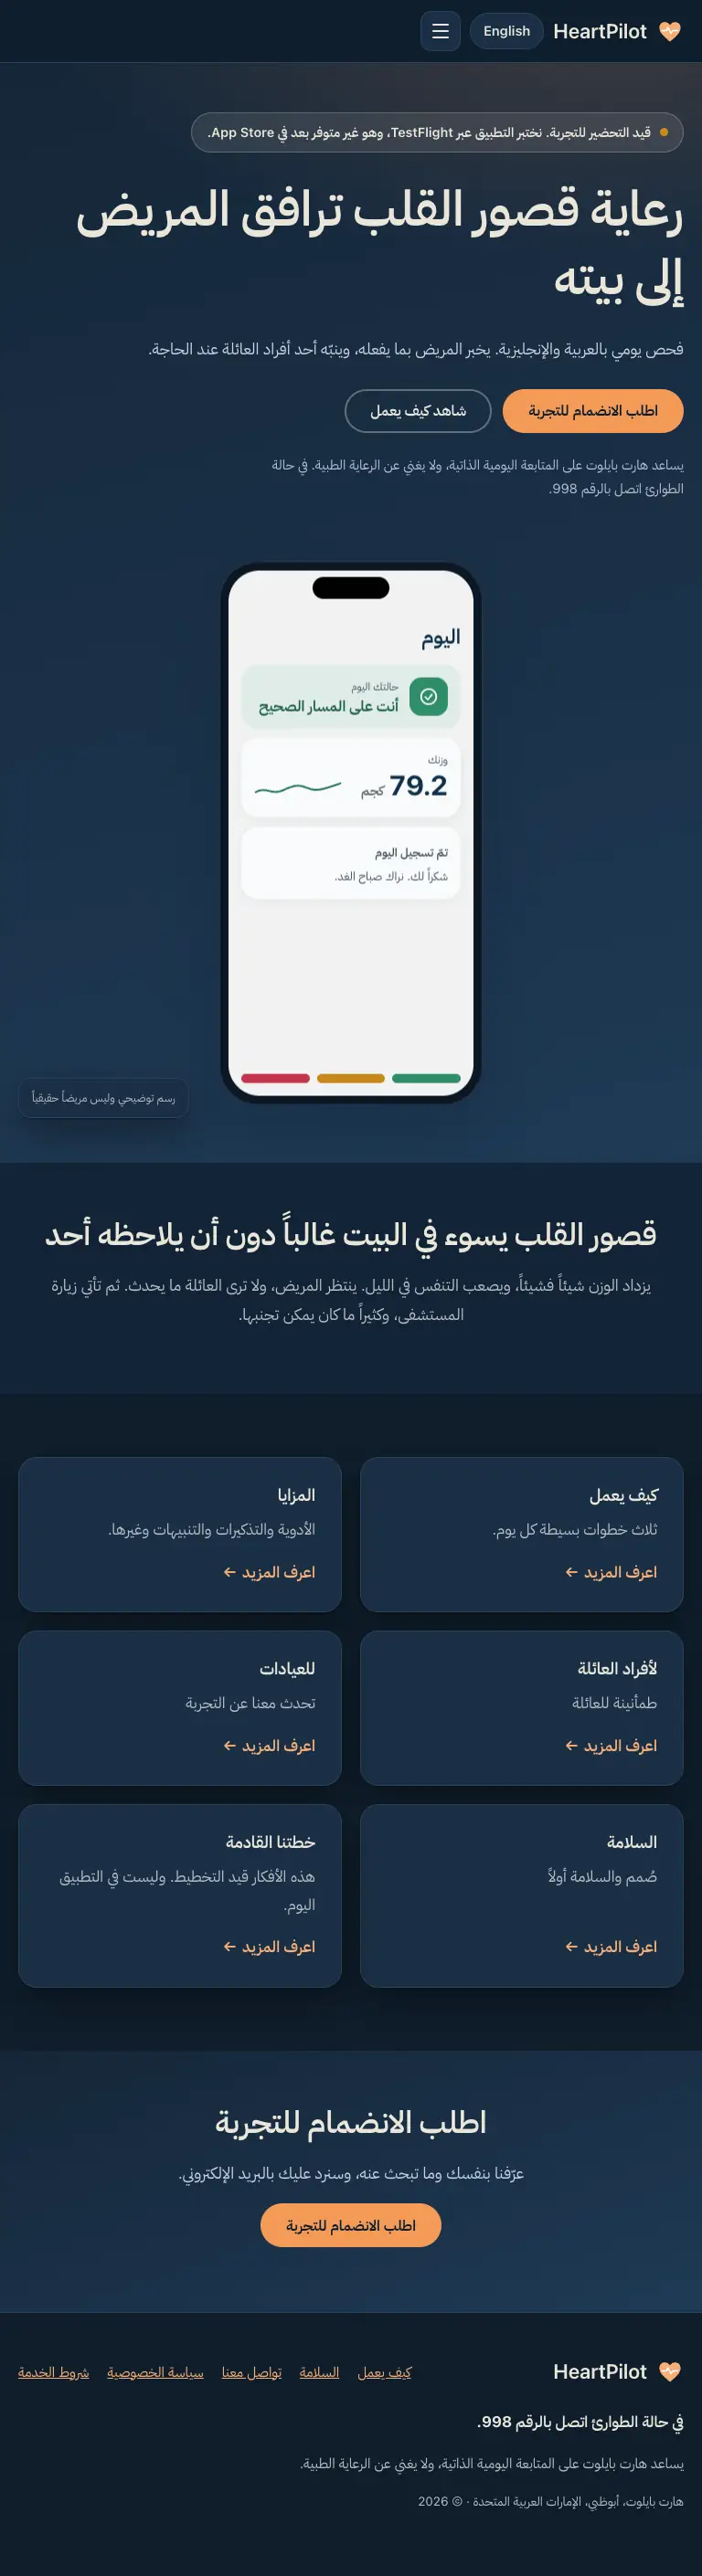 HeartPilot
English
قيد التحضير للتجربة. نختبر التطبيق عبر TestFlight، وهو غير متوفر بعد في App Store.
رعاية قصور القلب ترافق المريض
إلى بيته
فحص يومي بالعربية والإنجليزية. يخبر المريض بما يفعله، وينبّه أحد أفراد العائلة عند الحاجة.
اطلب الانضمام للتجربة
شاهد كيف يعمل
يساعد هارت بايلوت على المتابعة اليومية الذاتية، ولا يغني عن الرعاية الطبية. في حالة
الطوارئ اتصل بالرقم 998.
اليوم
حالتك اليوم
أنت على المسار الصحيح
وزنك
79.2 كجم
تمّ تسجيل اليوم
شكراً لك. نراك صباح الغد.
رسم توضيحي وليس مريضاً حقيقياً
قصور القلب يسوء في البيت غالباً دون أن يلاحظه أحد
يزداد الوزن شيئاً فشيئاً، ويصعب التنفس في الليل. ينتظر المريض، ولا ترى العائلة ما يحدث. ثم تأتي زيارة
المستشفى، وكثيراً ما كان يمكن تجنبها.
كيف يعمل
ثلاث خطوات بسيطة كل يوم.
اعرف المزيد ←
المزايا
الأدوية والتذكيرات والتنبيهات وغيرها.
اعرف المزيد ←
لأفراد العائلة
طمأنينة للعائلة
اعرف المزيد ←
للعيادات
تحدث معنا عن التجربة
اعرف المزيد ←
السلامة
صُمم والسلامة أولاً
اعرف المزيد ←
خطتنا القادمة
هذه الأفكار قيد التخطيط. وليست في التطبيق
اليوم.
اعرف المزيد ←
اطلب الانضمام للتجربة
عرّفنا بنفسك وما تبحث عنه، وسنرد عليك بالبريد الإلكتروني.
اطلب الانضمام للتجربة
HeartPilot
كيف يعمل السلامة تواصل معنا سياسة الخصوصية شروط الخدمة
في حالة الطوارئ اتصل بالرقم 998.
يساعد هارت بايلوت على المتابعة اليومية الذاتية، ولا يغني عن الرعاية الطبية.
هارت بايلوت، أبوظبي، الإمارات العربية المتحدة · © 2026